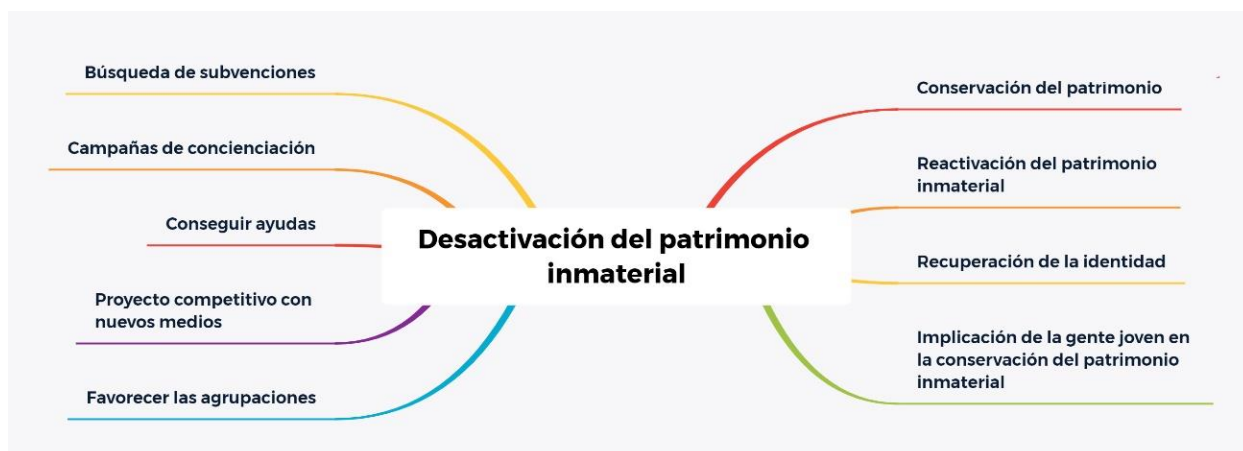 Búsqueda de subvenciones
Campañas de concienciación
Conseguir ayudas
Proyecto competitivo con
nuevos medios
Favorecer las agrupaciones
Desactivación del patrimonio
inmaterial
Conservación del patrimonio
Reactivación del patrimonio
inmaterial
Recuperación de la identidad
Implicación de la gente joven en
la conservación del patrimonio
inmaterial